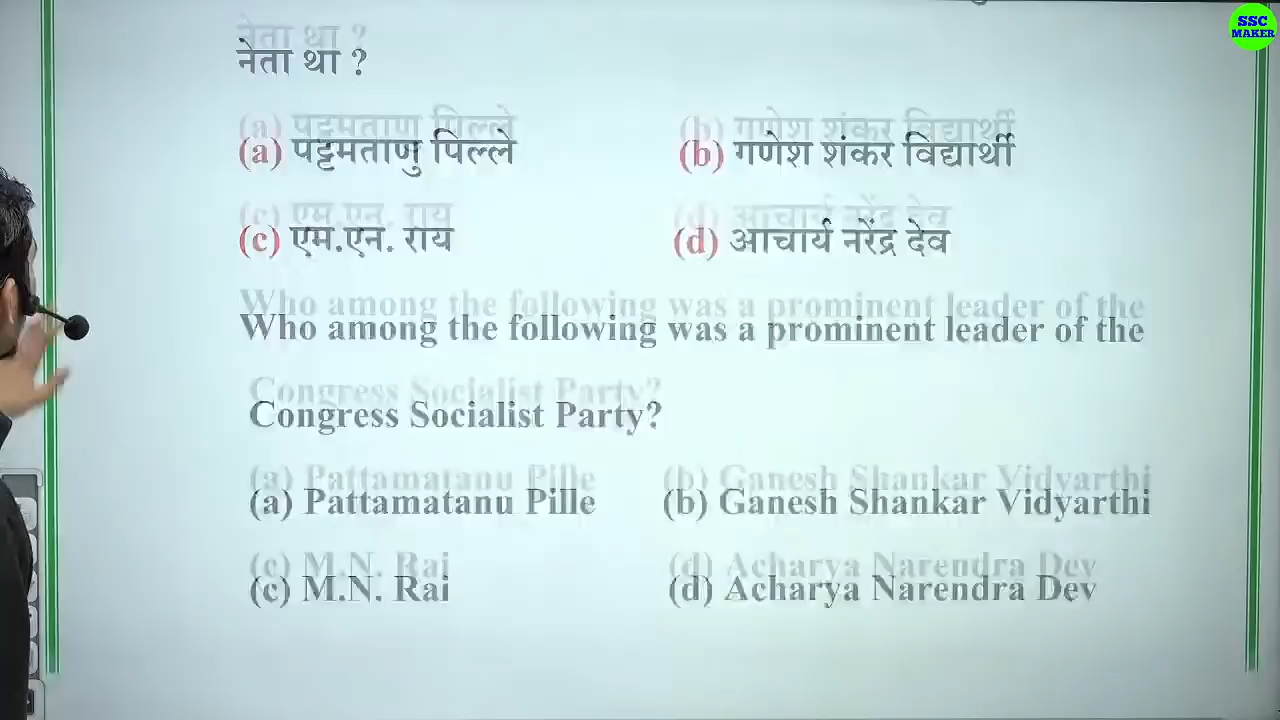 SSC
MAKER
नेता था ?
(a) पट्टमताणु पिल्ले (b) गणेश शंकर विद्यार्थी
(c) एम.एन. राय (d) आचार्य नरेंद्र देव
Who among the following was a prominent leader of the
Congress Socialist Party?
(a) Pattamatanu Pille (b) Ganesh Shankar Vidyarthi
(c) M.N. Rai (d) Acharya Narendra Dev